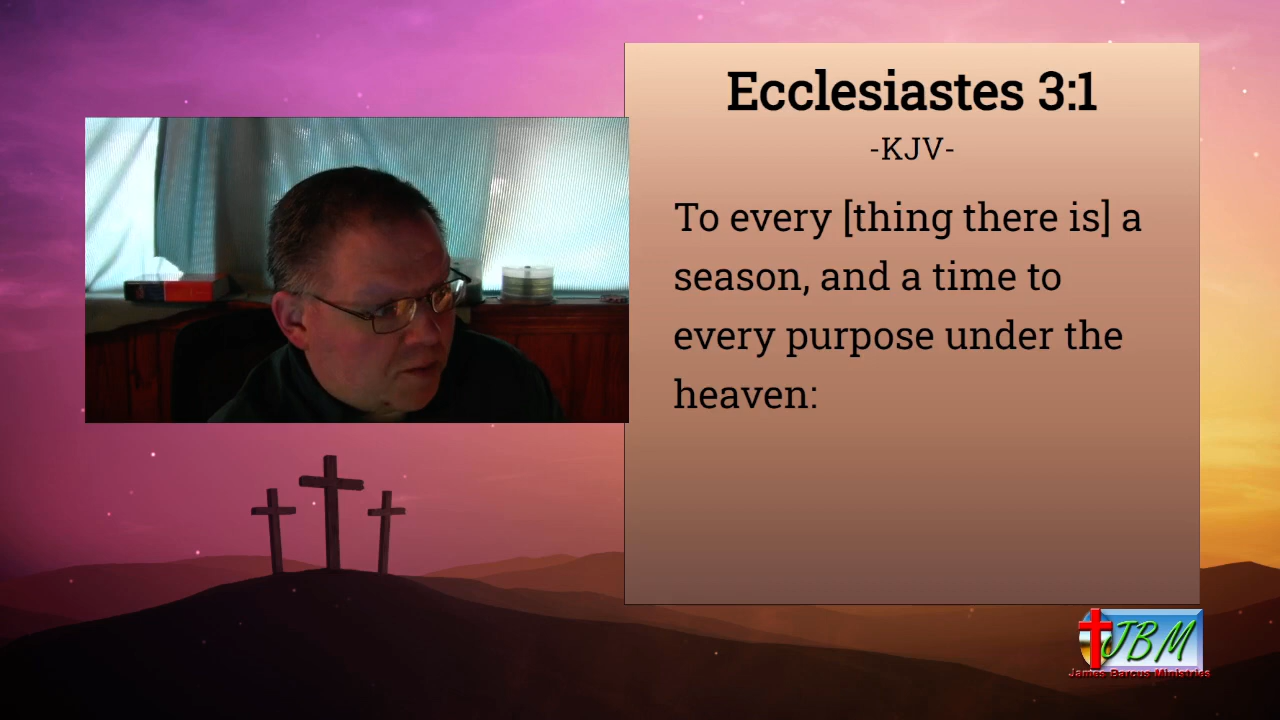 Ecclesiastes 3:1
-KJV-
To every [thing there is] a
season, and a time to
every purpose under the
heaven:
JBM
James Barcus Ministries